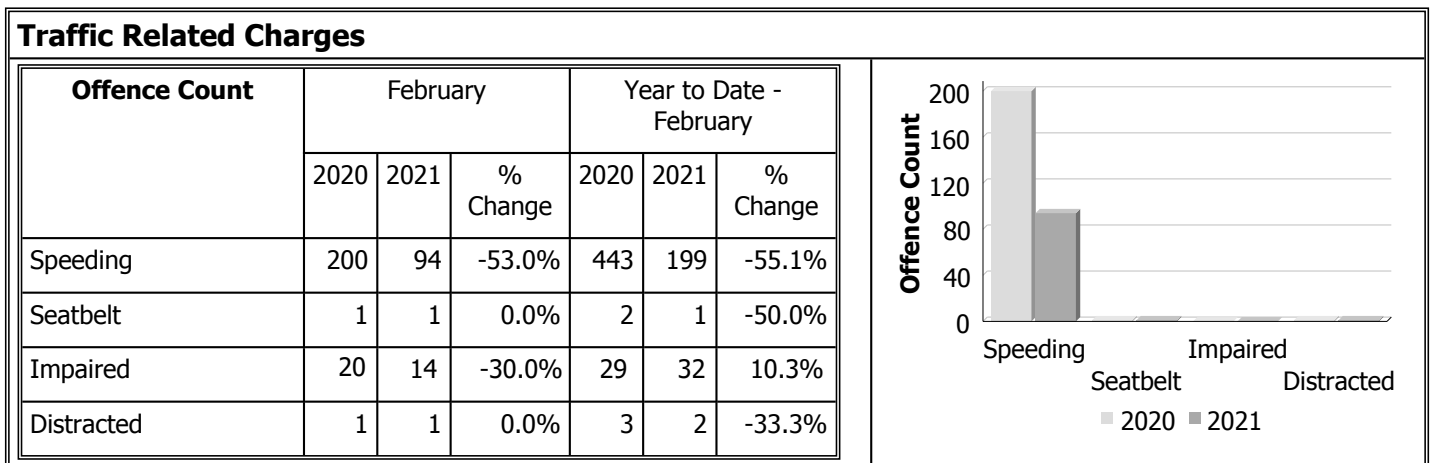 Traffic Related Charges
Offence Count
February
Year to Date -
February
2020 2021 %
Change 2020 2021 %
Change
Speeding 200 94 -53.0% 443 199 -55.1%
Seatbelt 1 1 0.0% 2 1 -50.0%
Impaired 20 14 -30.0% 29 32 10.3%
Distracted 1 1 0.0% 3 2 -33.3%
Offence Count
200
160
120
80
40
0
Speeding Impaired
Seatbelt Distracted
2020 2021